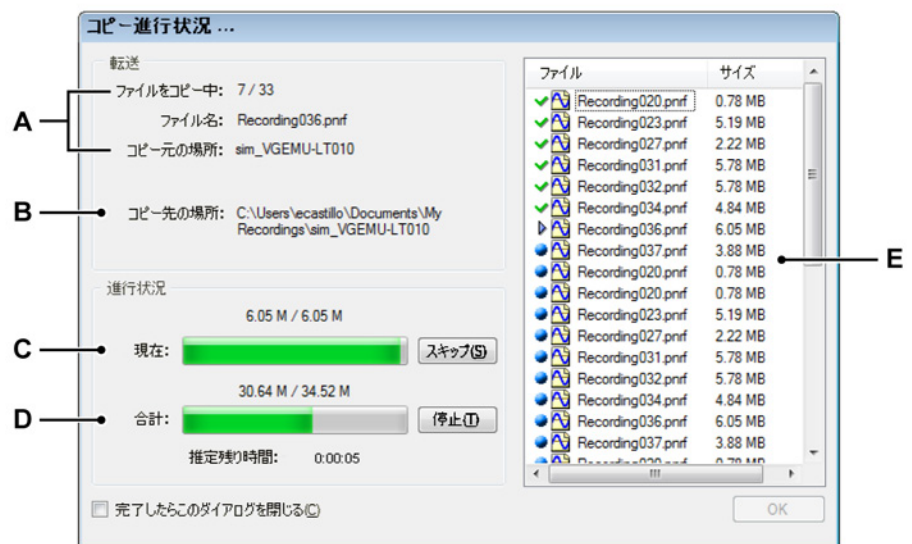 コピー進行状況 ...
転送
ファイルをコピー中: 7 / 33
ファイル名: Recording036.pnrf
コピー元の場所: sim_VGEMU-LT010
コピー先の場所: C:\Users\ecastillo\Documents\My
Recordings\sim_VGEMU-LT010
進行状況
6.05 M / 6.05 M
現在: スキップ(S)
30.64 M / 34.52 M
合計: 停止(T)
推定残り時間: 0:00:05
完了したらこのダイアログを閉じる(C)
ファイル サイズ
Recording020.pnrf 0.78 MB
Recording023.pnrf 5.19 MB
Recording027.pnrf 2.22 MB
Recording031.pnrf 5.78 MB
Recording032.pnrf 5.78 MB
Recording034.pnrf 4.84 MB
Recording036.pnrf 6.05 MB
Recording037.pnrf 3.88 MB
Recording020.pnrf 0.78 MB
Recording020.pnrf 0.78 MB
Recording023.pnrf 5.19 MB
Recording027.pnrf 2.22 MB
Recording031.pnrf 5.78 MB
Recording032.pnrf 5.78 MB
Recording034.pnrf 4.84 MB
Recording036.pnrf 6.05 MB
Recording037.pnrf 3.88 MB
OK
A
B
C
D
E